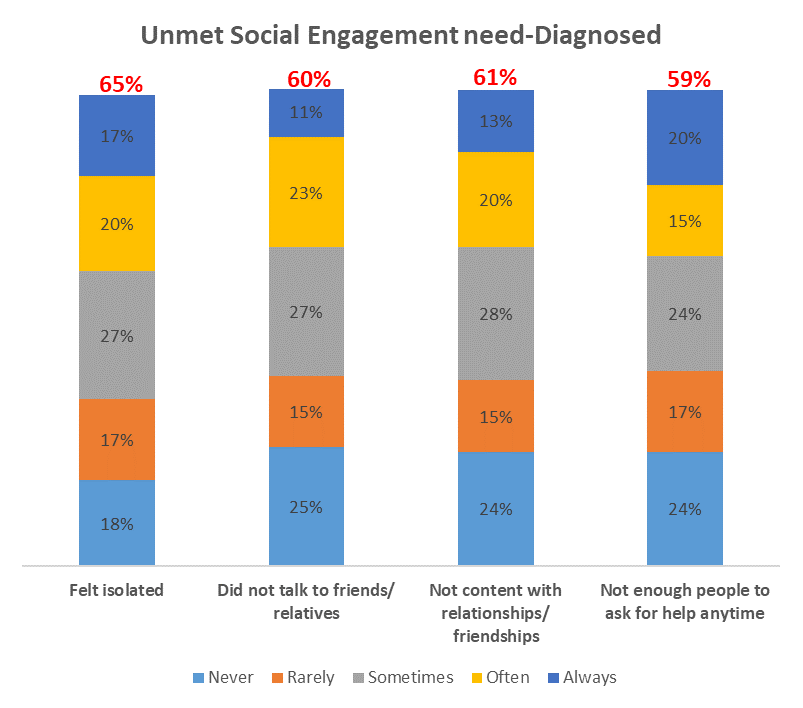 Unmet Social Engagement need-Diagnosed
65%
60%
61%
59%
17%
11%
13%
20%
20%
23%
20%
15%
27%
27%
28%
24%
17%
15%
15%
17%
18%
25%
24%
24%
Felt isolated
Did not talk to friends/
relatives
Not content with
relationships/
friendships
Not enough people to
ask for help anytime
Never
Rarely
Sometimes
Often
Always